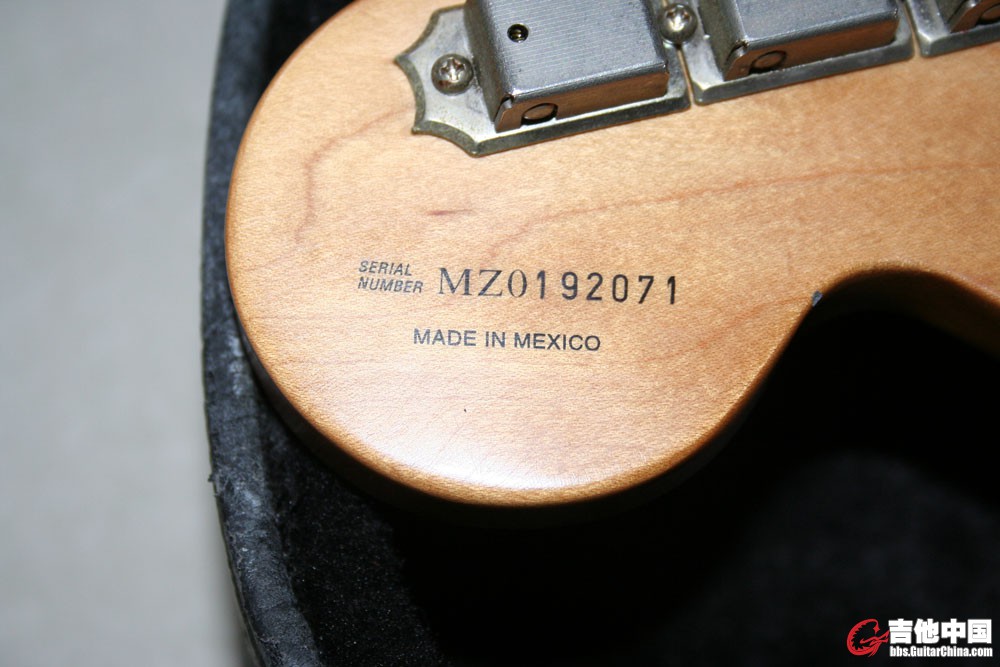 SERIAL
NUMBER MZ0192071
MADE IN MEXICO
吉他中国
bbs.GuitarChina.com